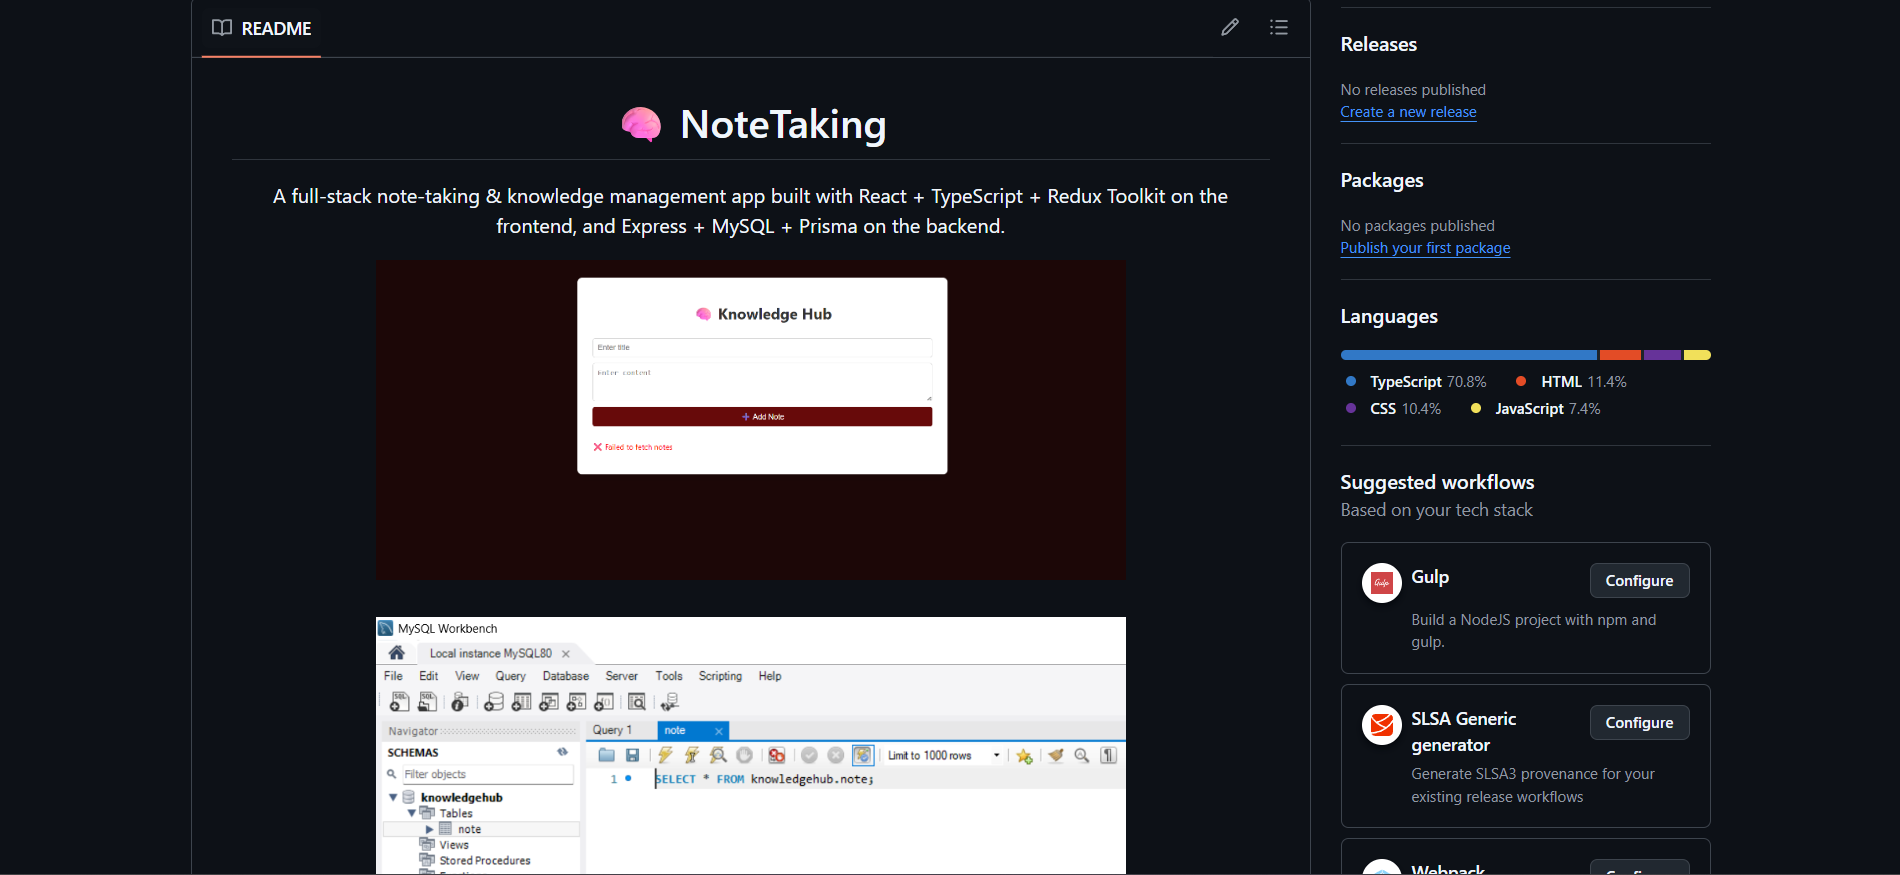 README
NoteTaking
A full-stack note-taking & knowledge management app built with React + TypeScript + Redux Toolkit on the
frontend, and Express + MySQL + Prisma on the backend.
Knowledge Hub
Enter title
Enter content
Add Note
Failed to fetch notes
MySQL Workbench
Local instance MySQL80
File Edit View Query Database Server Tools Scripting Help
Navigator
Query 1 note
SCHEMAS
Limit to 1000 rows
Filter objects
1 SELECT * FROM knowledgehub.note;
knowledgehub
Tables
note
Views
Stored Procedures
Releases
No releases published
Create a new release
Packages
No packages published
Publish your first package
Languages
TypeScript 70.8% HTML 11.4%
CSS 10.4% JavaScript 7.4%
Suggested workflows
Based on your tech stack
Gulp
Configure
Build a NodeJS project with npm and
gulp.
SLSA Generic
generator
Configure
Generate SLSA3 provenance for your
existing release workflows
Webpack